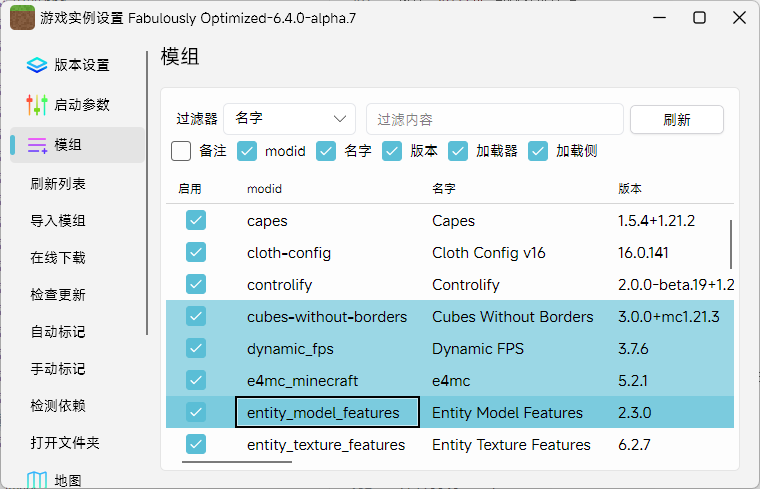 游戏实例设置 Fabulously Optimized-6.4.0-alpha.7
版本设置
启动参数
模组
刷新列表
导入模组
在线下载
检查更新
自动标记
手动标记
检测依赖
打开文件夹
地图
模组
过滤器 名字 过滤内容 刷新
备注 modid 名字 版本 加载器 加载侧
启用 modid 名字 版本
capes Capes 1.5.4+1.21.2
cloth-config Cloth Config v16 16.0.141
controlify Controlify 2.0.0-beta.19+1.2
cubes-without-borders Cubes Without Borders 3.0.0+mc1.21.3
dynamic_fps Dynamic FPS 3.7.6
e4mc_minecraft e4mc 5.2.1
entity_model_features Entity Model Features 2.3.0
entity_texture_features Entity Texture Features 6.2.7